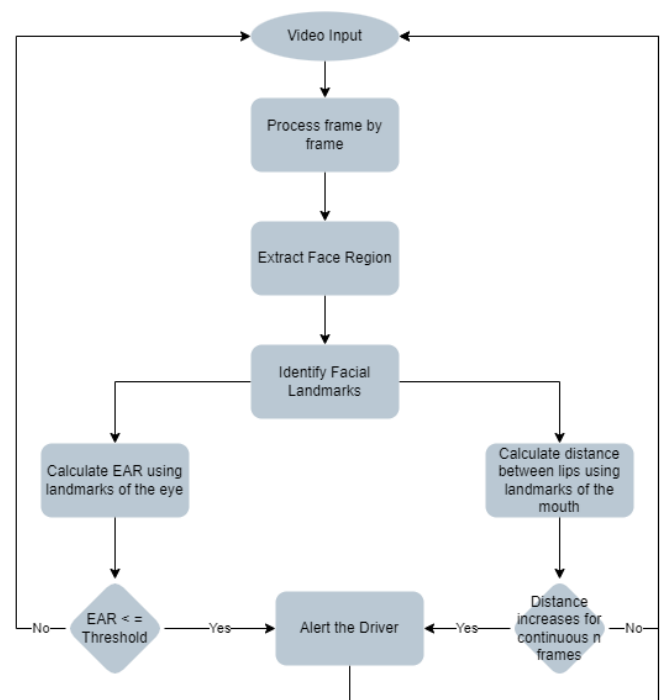 Video Input
Process frame by
frame
Extract Face Region
Identify Facial
Landmarks
Calculate EAR using
landmarks of the eye
Calculate distance
between lips using
landmarks of the
mouth
No
EAR < =
Threshold
Yes
Alert the Driver
Yes
Distance
increases for
continuous n
frames
No